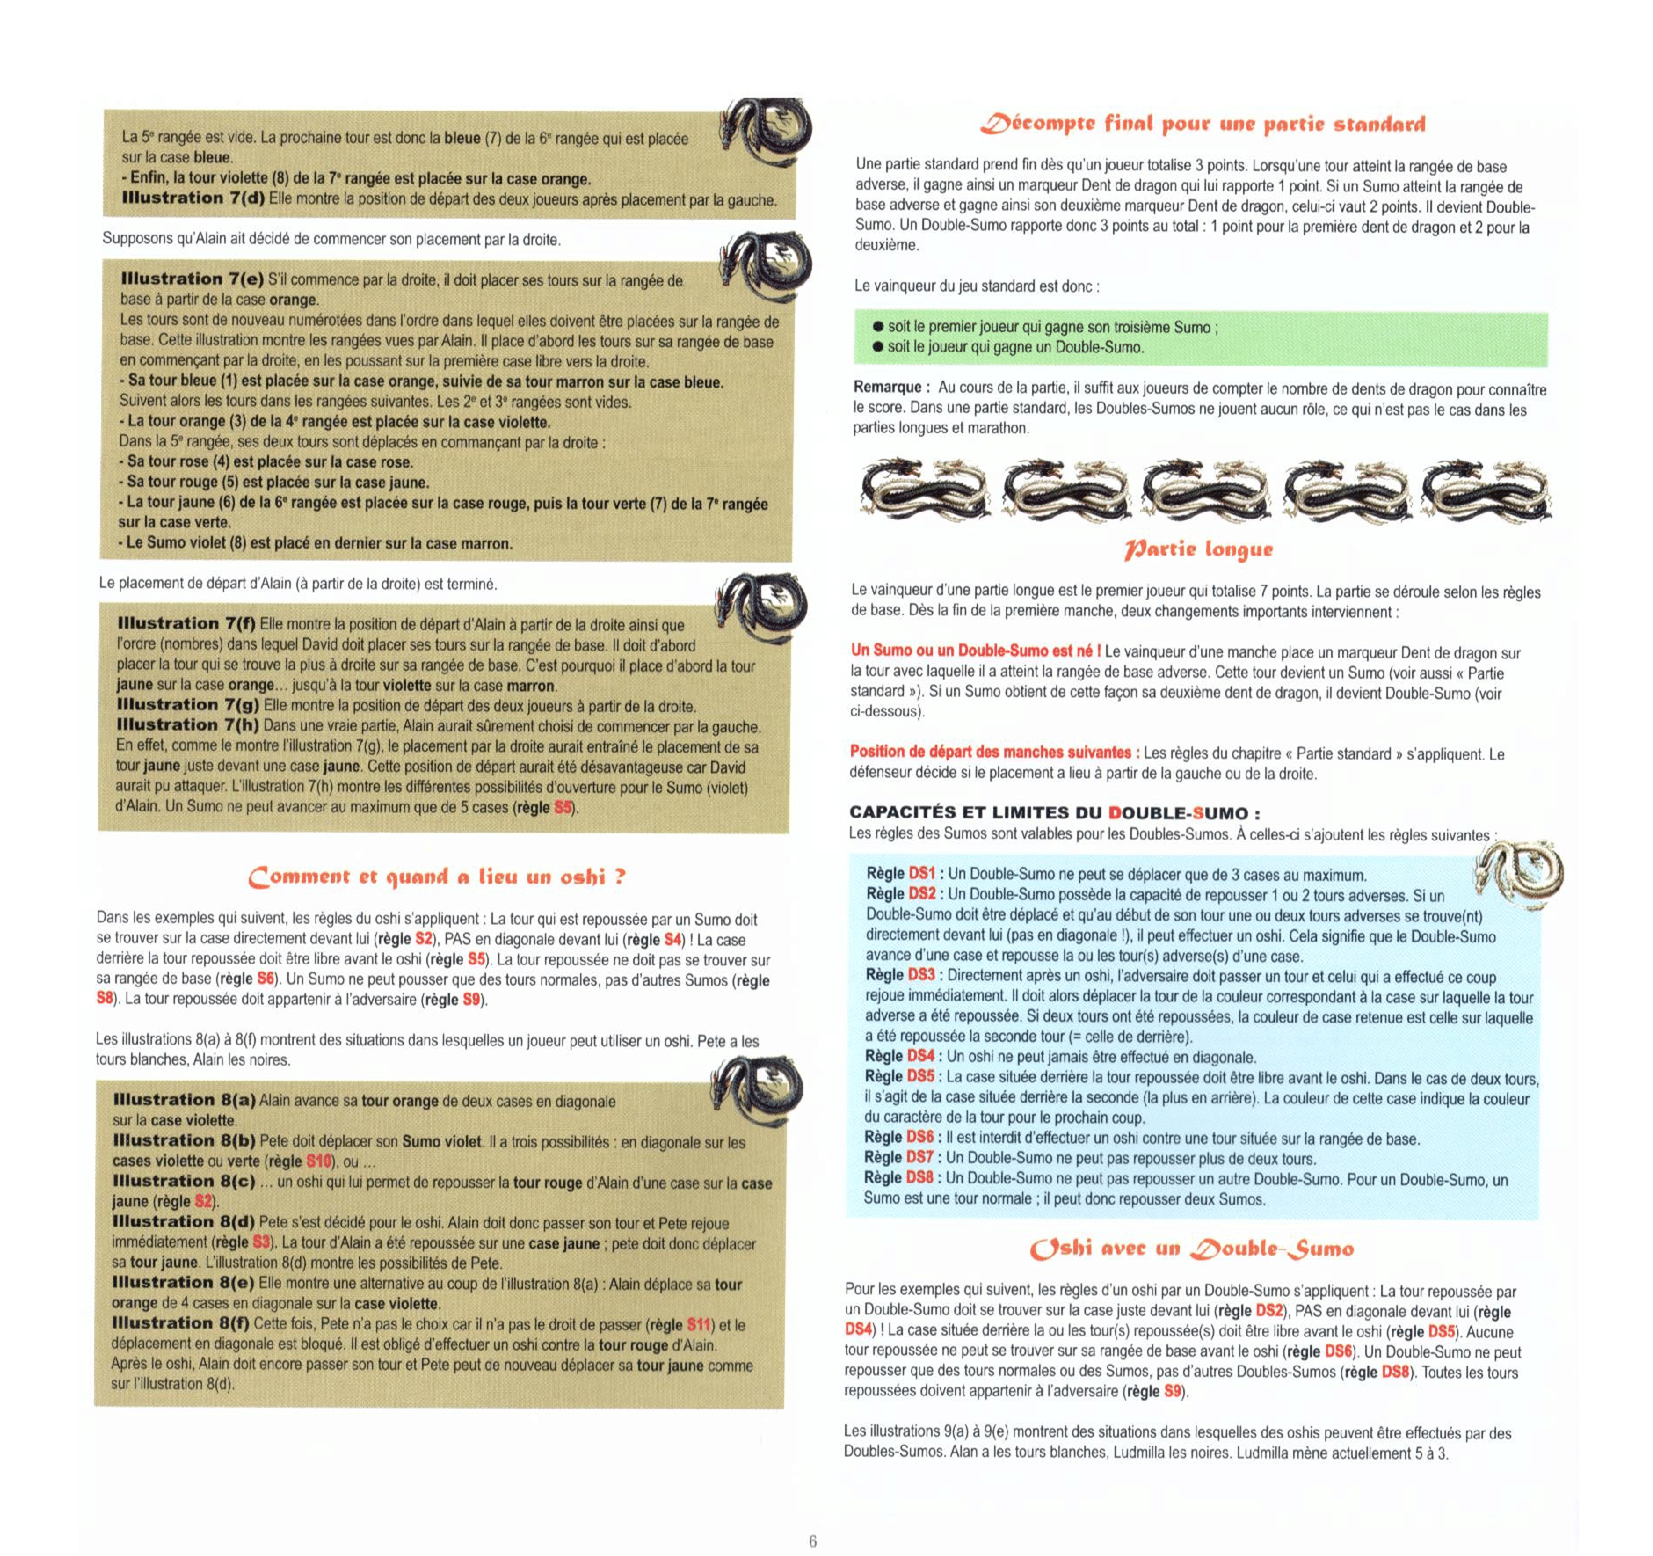 La 5e rangée est vide. La prochaine tour est donc la bleue (7) de la 6e rangée qui est placée
sur la case bleue.
- Enfin, la tour violette (8) de la 7e rangée est placée sur la case orange.
Illustration 7(d) Elle montre la position de départ des deux joueurs après placement par la gauche.
Supposons qu'Alain ait décidé de commencer son placement par la droite.
Illustration 7(e) S'il commence par la droite, il doit placer ses tours sur la rangée de
base à partir de la case orange.
Les tours sont de nouveau numérotées dans l'ordre dans lequel elles doivent être placées sur la rangée de
base. Cette illustration montre les rangées vues par Alain. Il place d'abord les tours sur sa rangée de base
en commençant par la droite, en les poussant sur la première case libre vers la droite.
- Sa tour bleue (1) est placée sur la case orange, suivie de sa tour marron sur la case bleue.
Suivent alors les tours dans les rangées suivantes. Les 2e et 3e rangées sont vides.
- La tour orange (3) de la 4e rangée est placée sur la case violette.
Dans la 5e rangée, ses deux tours sont déplacés en commançant par la droite :
- Sa tour rose (4) est placée sur la case rose.
- Sa tour rouge (5) est placée sur la case jaune.
- La tour jaune (6) de la 6e rangée est placée sur la case rouge, puis la tour verte (7) de la 7e rangée
sur la case verte.
- Le Sumo violet (8) est placé en dernier sur la case marron.
Le placement de départ d'Alain (à partir de la droite) est terminé.
Illustration 7(f) Elle montre la position de départ d'Alain à partir de la droite ainsi que
l'ordre (nombres) dans lequel David doit placer ses tours sur la rangée de base. Il doit d'abord
placer la tour qui se trouve la plus à droite sur sa rangée de base. C'est pourquoi il place d'abord la tour
jaune sur la case orange... jusqu'à la tour violette sur la case marron.
Illustration 7(g) Elle montre la position de départ des deux joueurs à partir de la droite.
Illustration 7(h) Dans une vraie partie, Alain aurait sûrement choisi de commencer par la gauche.
En effet, comme le montre l'illustration 7(g), le placement par la droite aurait entraîné le placement de sa
tour jaune juste devant une case jaune. Cette position de départ aurait été désavantageuse car David
aurait pu attaquer. L'illustration 7(h) montre les différentes possibilités d'ouverture pour le Sumo (violet)
d'Alain. Un Sumo ne peut avancer au maximum que de 5 cases (règle S5).
Comment et quand a lieu un oshi ?
Dans les exemples qui suivent, les règles du oshi s'appliquent : La tour qui est repoussée par un Sumo doit
se trouver sur la case directement devant lui (règle S2), PAS en diagonale devant lui (règle S4) ! La case
derrière la tour repoussée doit être libre avant le oshi (règle S5). La tour repoussée ne doit pas se trouver sur
sa rangée de base (règle S6). Un Sumo ne peut pousser que des tours normales, pas d'autres Sumos (règle
S8). La tour repoussée doit appartenir à l'adversaire (règle S9).
Les illustrations 8(a) à 8(f) montrent des situations dans lesquelles un joueur peut utiliser un oshi. Pete a les
tours blanches, Alain les noires.
Illustration 8(a) Alain avance sa tour orange de deux cases en diagonale
sur la case violette.
Illustration 8(b) Pete doit déplacer son Sumo violet. Il a trois possibilités : en diagonale sur les
cases violette ou verte (règle S10), ou ...
Illustration 8(c) ... un oshi qui lui permet de repousser la tour rouge d'Alain d'une case sur la case
jaune (règle S2).
Illustration 8(d) Pete s'est décidé pour le oshi. Alain doit donc passer son tour et Pete rejoue
immédiatement (règle S3). La tour d'Alain a été repoussée sur une case jaune ; pete doit donc déplacer
sa tour jaune. L'illustration 8(d) montre les possibilités de Pete.
Illustration 8(e) Elle montre une alternative au coup de l'illustration 8(a) : Alain déplace sa tour
orange de 4 cases en diagonale sur la case violette.
Illustration 8(f) Cette fois, Pete n'a pas le choix car il n'a pas le droit de passer (règle S11) et le
déplacement en diagonale est bloqué. Il est obligé d'effectuer un oshi contre la tour rouge d'Alain.
Après le oshi, Alain doit encore passer son tour et Pete peut de nouveau déplacer sa tour jaune comme
sur l'illustration 8(d).
Décompte final pour une partie standard
Une partie standard prend fin dès qu'un joueur totalise 3 points. Lorsqu'une tour atteint la rangée de base
adverse, il gagne ainsi un marqueur Dent de dragon qui lui rapporte 1 point. Si un Sumo atteint la rangée de
base adverse et gagne ainsi son deuxième marqueur Dent de dragon, celui-ci vaut 2 points. Il devient Double-
Sumo. Un Double-Sumo rapporte donc 3 points au total : 1 point pour la première dent de dragon et 2 pour la
deuxième.
Le vainqueur du jeu standard est donc :
● soit le premier joueur qui gagne son troisième Sumo ;
● soit le joueur qui gagne un Double-Sumo.
Remarque : Au cours de la partie, il suffit aux joueurs de compter le nombre de dents de dragon pour connaître
le score. Dans une partie standard, les Doubles-Sumos ne jouent aucun rôle, ce qui n'est pas le cas dans les
parties longues et marathon.
Partie longue
Le vainqueur d'une partie longue est le premier joueur qui totalise 7 points. La partie se déroule selon les règles
de base. Dès la fin de la première manche, deux changements importants interviennent :
Un Sumo ou un Double-Sumo est né ! Le vainqueur d'une manche place un marqueur Dent de dragon sur
la tour avec laquelle il a atteint la rangée de base adverse. Cette tour devient un Sumo (voir aussi « Partie
standard »). Si un Sumo obtient de cette façon sa deuxième dent de dragon, il devient Double-Sumo (voir
ci-dessous).
Position de départ des manches suivantes : Les règles du chapitre « Partie standard » s'appliquent. Le
défenseur décide si le placement a lieu à partir de la gauche ou de la droite.
CAPACITÉS ET LIMITES DU DOUBLE-SUMO :
Les règles des Sumos sont valables pour les Doubles-Sumos. À celles-ci s'ajoutent les règles suivantes :
Règle DS1 : Un Double-Sumo ne peut se déplacer que de 3 cases au maximum.
Règle DS2 : Un Double-Sumo possède la capacité de repousser 1 ou 2 tours adverses. Si un
Double-Sumo doit être déplacé et qu'au début de son tour une ou deux tours adverses se trouve(nt)
directement devant lui (pas en diagonale !), il peut effectuer un oshi. Cela signifie que le Double-Sumo
avance d'une case et repousse la ou les tour(s) adverse(s) d'une case.
Règle DS3 : Directement après un oshi, l'adversaire doit passer un tour et celui qui a effectué ce coup
rejoue immédiatement. Il doit alors déplacer la tour de la couleur correspondant à la case sur laquelle la tour
adverse a été repoussée. Si deux tours ont été repoussées, la couleur de case retenue est celle sur laquelle
a été repoussée la seconde tour (= celle de derrière).
Règle DS4 : Un oshi ne peut jamais être effectué en diagonale.
Règle DS5 : La case située derrière la tour repoussée doit être libre avant le oshi. Dans le cas de deux tours,
il s'agit de la case située derrière la seconde (la plus en arrière). La couleur de cette case indique la couleur
du caractère de la tour pour le prochain coup.
Règle DS6 : Il est interdit d'effectuer un oshi contre une tour située sur la rangée de base.
Règle DS7 : Un Double-Sumo ne peut pas repousser plus de deux tours.
Règle DS8 : Un Double-Sumo ne peut pas repousser un autre Double-Sumo. Pour un Double-Sumo, un
Sumo est une tour normale ; il peut donc repousser deux Sumos.
Oshi avec un Double-Sumo
Pour les exemples qui suivent, les règles d'un oshi par un Double-Sumo s'appliquent : La tour repoussée par
un Double-Sumo doit se trouver sur la case juste devant lui (règle DS2), PAS en diagonale devant lui (règle
DS4) ! La case située derrière la ou les tour(s) repoussée(s) doit être libre avant le oshi (règle DS5). Aucune
tour repoussée ne peut se trouver sur sa rangée de base avant le oshi (règle DS6). Un Double-Sumo ne peut
repousser que des tours normales ou des Sumos, pas d'autres Doubles-Sumos (règle DS8). Toutes les tours
repoussées doivent appartenir à l'adversaire (règle S9).
Les illustrations 9(a) à 9(e) montrent des situations dans lesquelles des oshis peuvent être effectués par des
Doubles-Sumos. Alan a les tours blanches, Ludmilla les noires. Ludmilla mène actuellement 5 à 3.
6